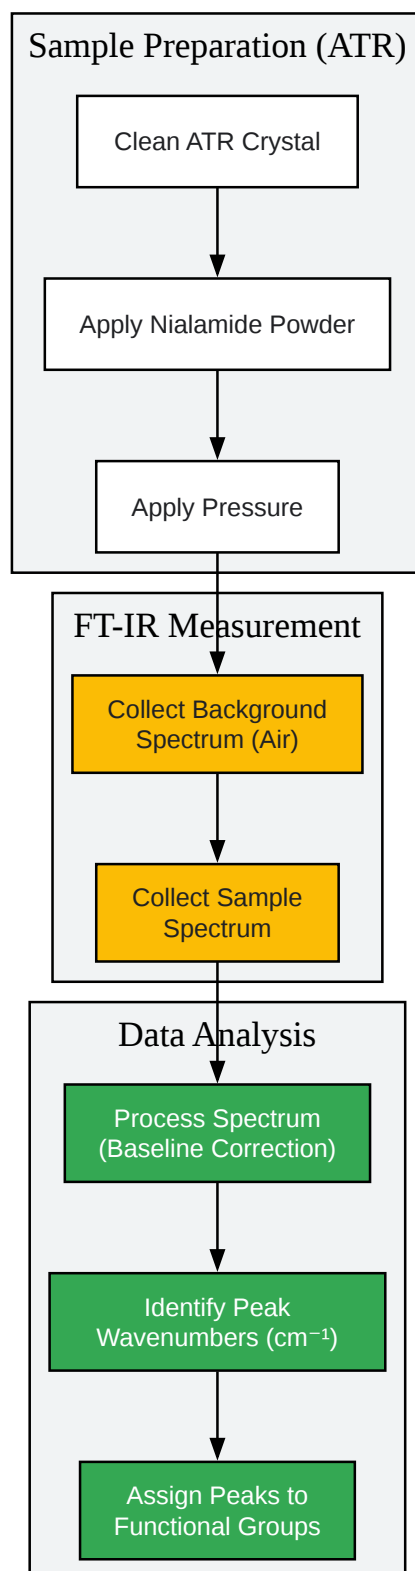 Sample Preparation (ATR)
Clean ATR Crystal
Apply Nialamide Powder
Apply Pressure
FT-IR Measurement
Collect Background
Spectrum (Air)
Collect Sample
Spectrum
Data Analysis
Process Spectrum
(Baseline Correction)
Identify Peak
Wavenumbers (cm⁻¹)
Assign Peaks to
Functional Groups